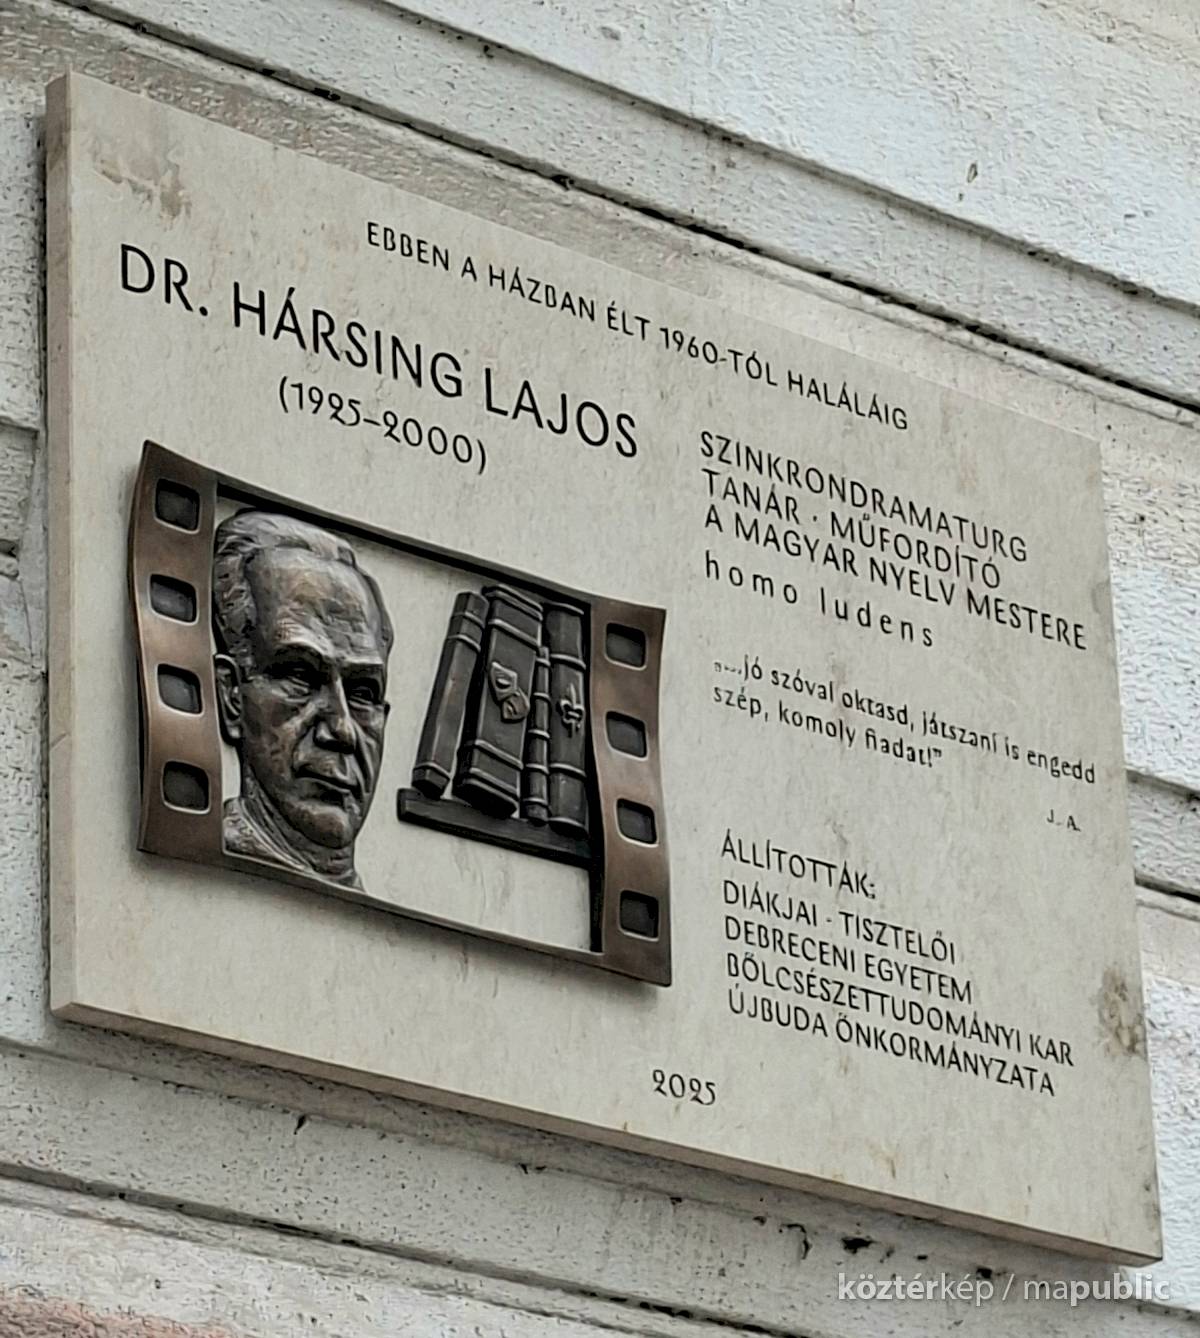 EBBEN A HÁZBAN ÉLT 1960-TÓL HALÁLÁIG
DR. HÁRSING LAJOS
(1925–2000)
SZINKRONDRAMATURG
TANÁR · MŰFORDÍTÓ
A MAGYAR NYELV MESTERE
homo ludens
"...jó szóval oktasd, játszani is engedd
szép, komoly fiadat!"
J. A.
ÁLLÍTOTTÁK:
DIÁKJAI - TISZTELŐI
DEBRECENI EGYETEM
BÖLCSÉSZETTUDOMÁNYI KAR
ÚJBUDA ÖNKORMÁNYZATA
2025
köztérkép / mapublic